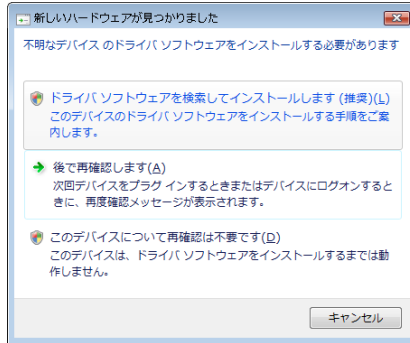 新しいハードウェアが見つかりました
不明なデバイス のドライバ ソフトウェアをインストールする必要があります
ドライバ ソフトウェアを検索してインストールします (推奨)(L)
このデバイスのドライバ ソフトウェアをインストールする手順をご案
内します。
後で再確認します(A)
次回デバイスをプラグ インするときまたはデバイスにログオンすると
きに、再度確認メッセージが表示されます。
このデバイスについて再確認は不要です(D)
このデバイスは、ドライバ ソフトウェアをインストールするまでは動
作しません。
キャンセル